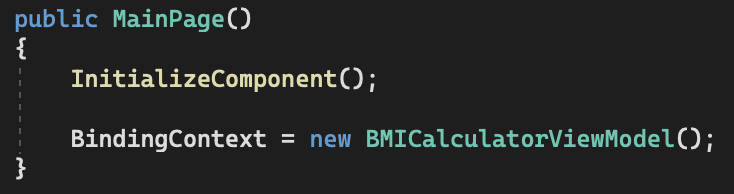 public MainPage()
{
    InitializeComponent();
    BindingContext = new BMICalculatorViewModel();
}